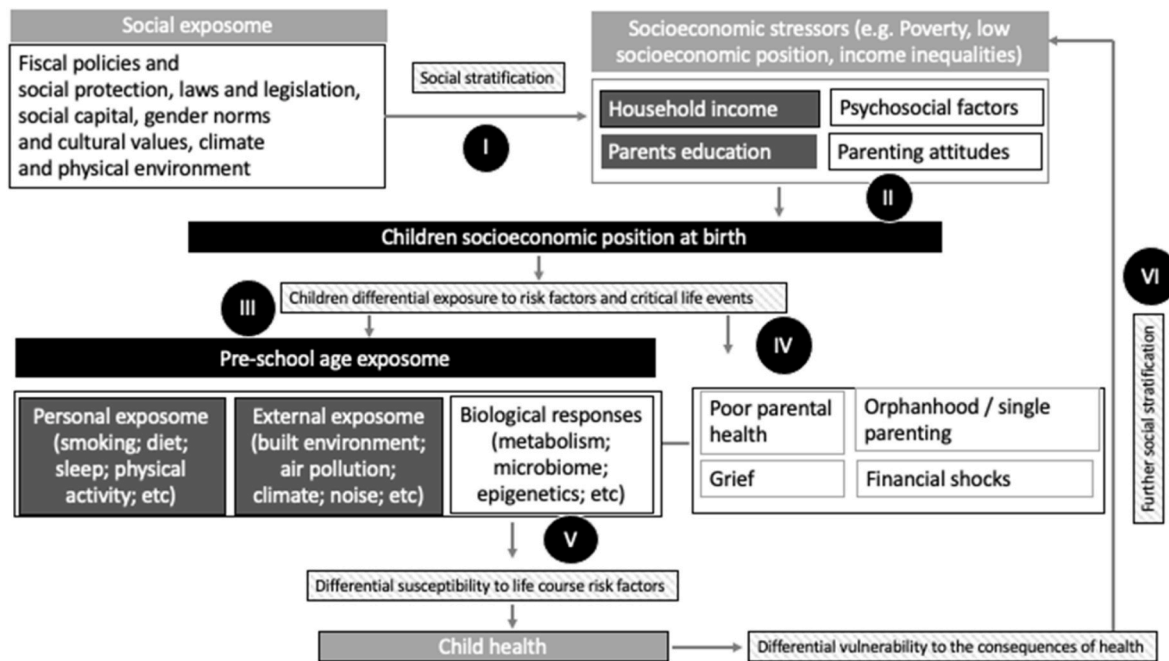 Social exposome
Fiscal policies and
social protection, laws and legislation,
social capital, gender norms
and cultural values, climate
and physical environment
Social stratification
I
Socioeconomic stressors (e.g. Poverty, low
socioeconomic position, income inequalities)
Household income
Psychosocial factors
Parents education
Parenting attitudes
II
Children socioeconomic position at birth
III
Children differential exposure to risk factors and critical life events
IV
Pre-school age exposome
Personal exposome
(smoking; diet;
sleep; physical
activity; etc)
External exposome
(built environment;
air pollution;
climate; noise; etc)
Biological responses
(metabolism;
microbiome;
epigenetics; etc)
Poor parental
health
Orphanhood / single
parenting
Grief
Financial shocks
V
Differential susceptibility to life course risk factors
Child health
Differential vulnerability to the consequences of health
VI
Further social stratification